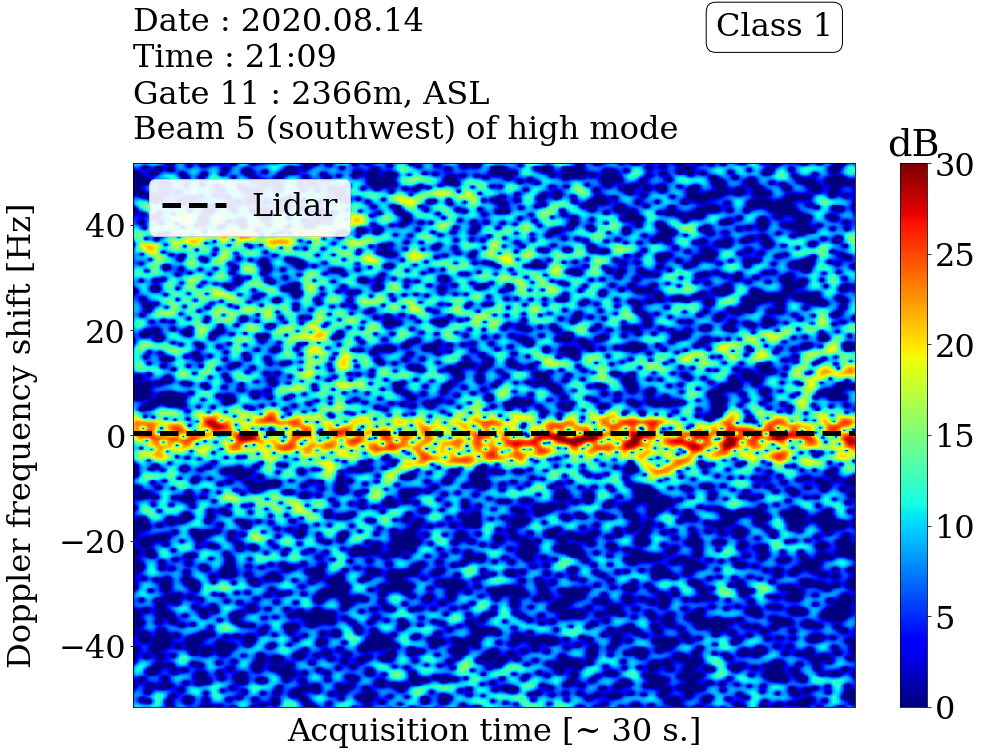 Date : 2020.08.14
Time : 21:09
Gate 11 : 2366m, ASL
Beam 5 (southwest) of high mode
Class 1
dB
Lidar
Doppler frequency shift [Hz]
40
20
0
−20
−40
30
25
20
15
10
5
0
Acquisition time [~ 30 s.]